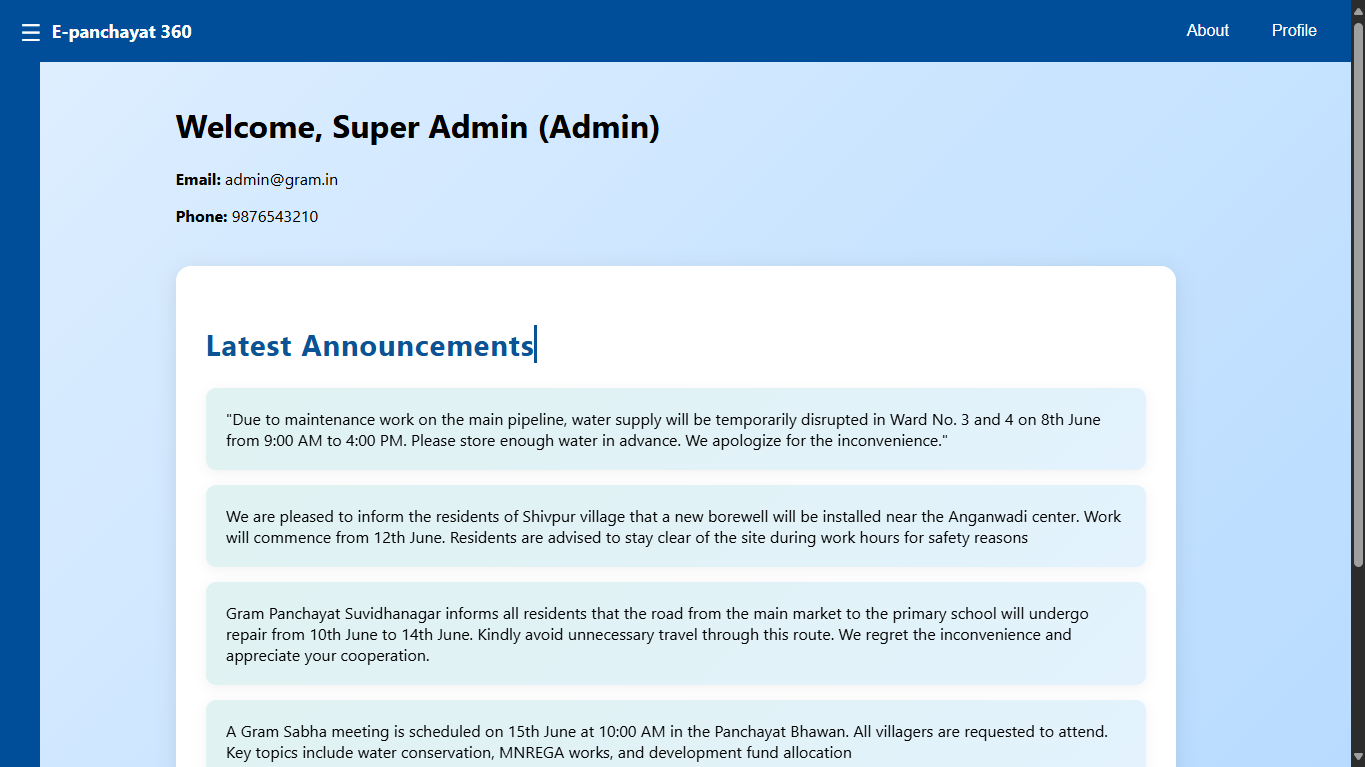 E-panchayat 360
About
Profile
Welcome, Super Admin (Admin)
Email: admin@gram.in
Phone: 9876543210
Latest Announcements
"Due to maintenance work on the main pipeline, water supply will be temporarily disrupted in Ward No. 3 and 4 on 8th June
from 9:00 AM to 4:00 PM. Please store enough water in advance. We apologize for the inconvenience."
We are pleased to inform the residents of Shivpur village that a new borewell will be installed near the Anganwadi center. Work
will commence from 12th June. Residents are advised to stay clear of the site during work hours for safety reasons
Gram Panchayat Suvidhanagar informs all residents that the road from the main market to the primary school will undergo
repair from 10th June to 14th June. Kindly avoid unnecessary travel through this route. We regret the inconvenience and
appreciate your cooperation.
A Gram Sabha meeting is scheduled on 15th June at 10:00 AM in the Panchayat Bhawan. All villagers are requested to attend.
Key topics include water conservation, MNREGA works, and development fund allocation